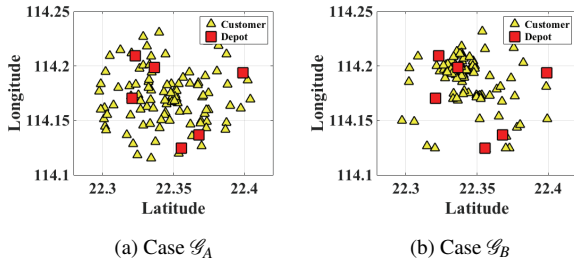 114.25
114.2
114.15
114.1
Longitude
22.3
22.35
22.4
Latitude
Customer
Depot
(a) Case 𝒢_A
114.25
114.2
114.15
114.1
Longitude
22.3
22.35
22.4
Latitude
Customer
Depot
(b) Case 𝒢_B